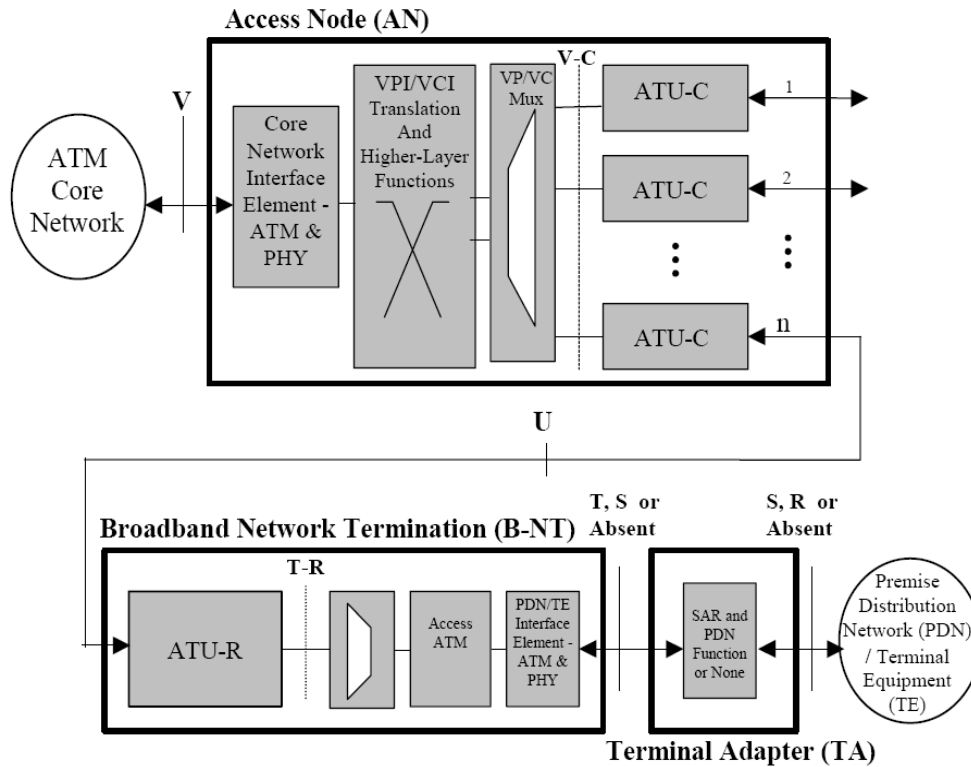 Access Node (AN)
V
ATM
Core
Network
Core
Network
Interface
Element -
ATM &
PHY
VPI/VCI
Translation
And
Higher-Layer
Functions
VP/VC
Mux
V-C
ATU-C
1
ATU-C
2
ATU-C
n
U
Broadband Network Termination (B-NT)
T, S or
Absent
S, R or
Absent
T-R
ATU-R
Access
ATM
PDN/TE
Interface
Element -
ATM &
PHY
SAR and
PDN
Function
or None
Premise
Distribution
Network (PDN)
/ Terminal
Equipment
(TE)
Terminal Adapter (TA)